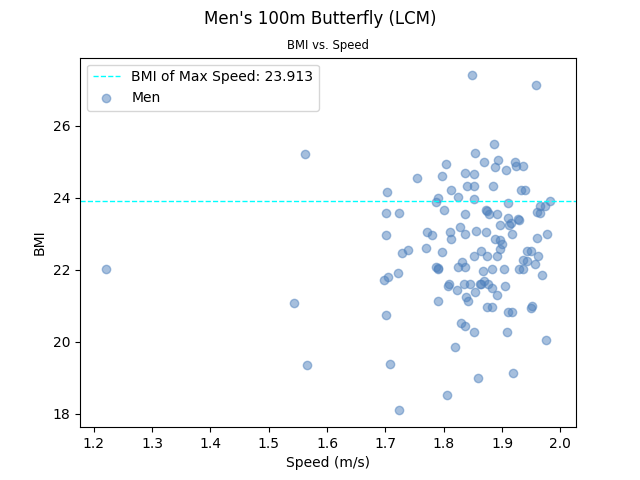 Men's 100m Butterfly (LCM)
BMI vs. Speed
BMI of Max Speed: 23.913
Men
26
24
22
20
18
BMI
1.2 1.3 1.4 1.5 1.6 1.7 1.8 1.9 2.0
Speed (m/s)